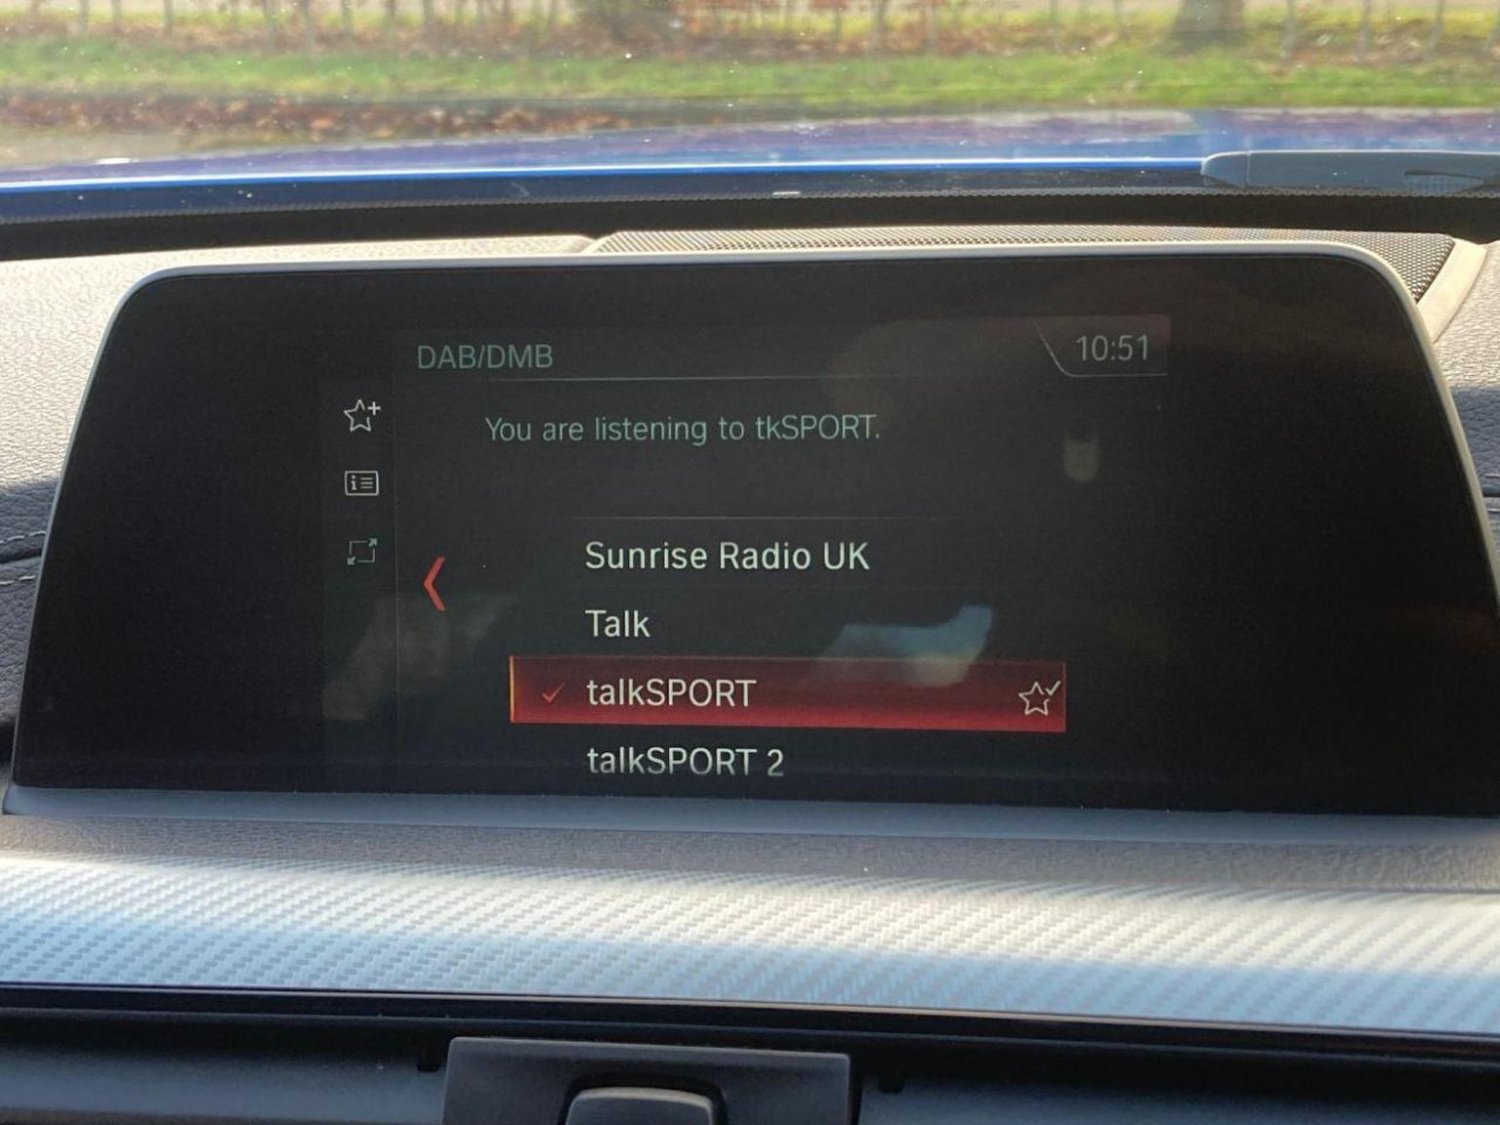 DAB/DMB
10:51
You are listening to tkSPORT.
Sunrise Radio UK
Talk
talkSPORT
talkSPORT 2